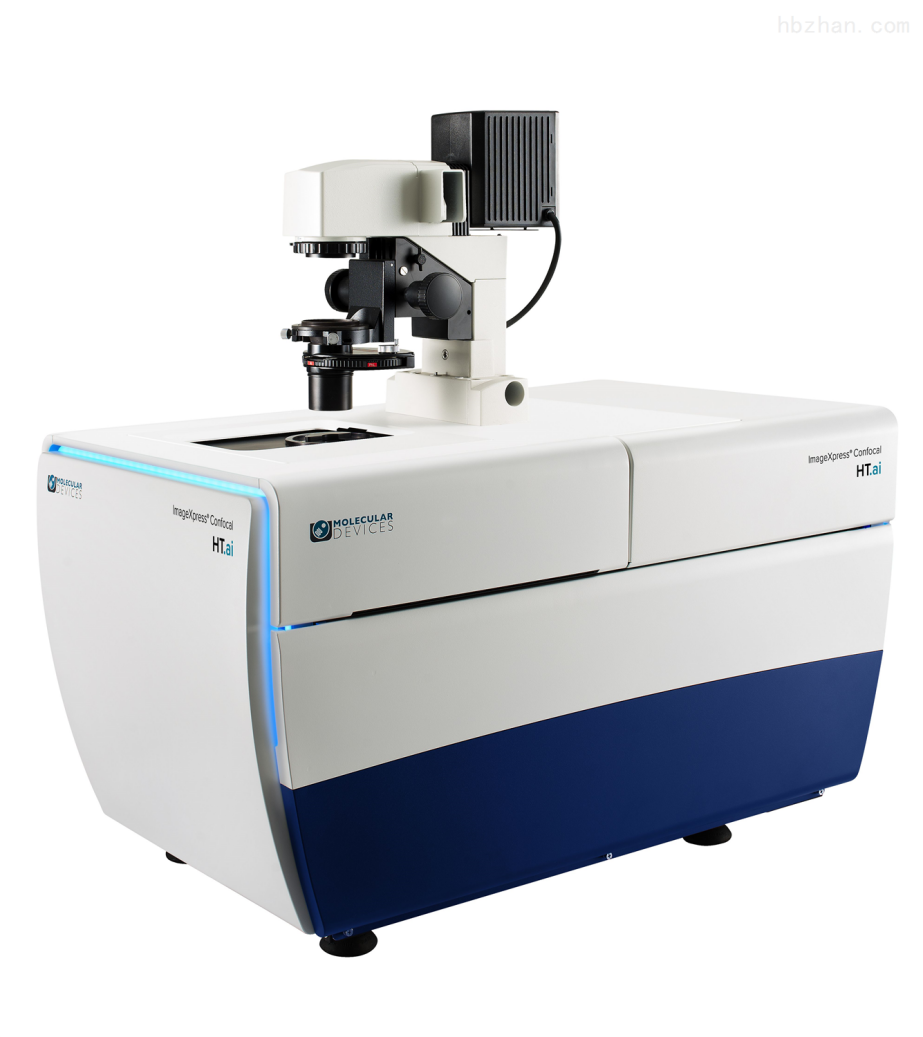 hbzhan.com
ImageXpress® Confocal
HT.ai
MOLECULAR
DEVICES
ImageXpress® Confocal
HT.ai
MOLECULAR
DEVICES